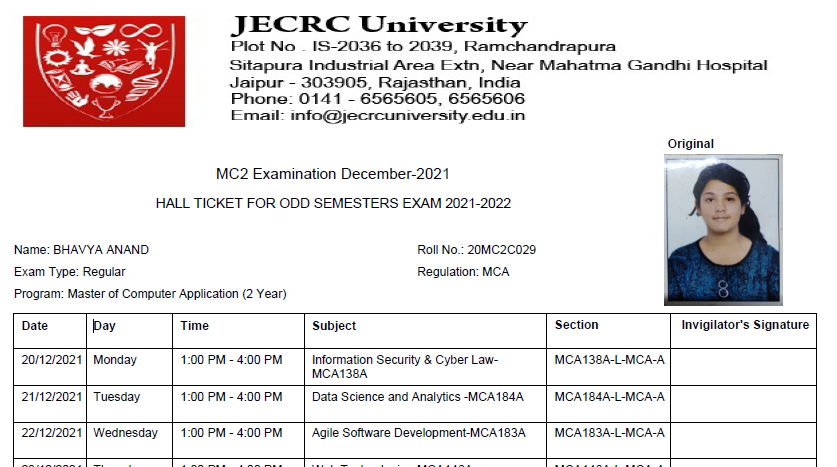 JECRC University
Plot No . IS-2036 to 2039, Ramchandrapura
Sitapura Industrial Area Extn, Near Mahatma Gandhi Hospital
Jaipur - 303905, Rajasthan, India
Phone: 0141 - 6565605, 6565606
Email: info@jecrcuniversity.edu.in
Original
MC2 Examination December-2021
HALL TICKET FOR ODD SEMESTERS EXAM 2021-2022
8
Name: BHAVYA ANAND Roll No.: 20MC2C029
Exam Type: Regular Regulation: MCA
Program: Master of Computer Application (2 Year)
Date Day Time Subject Section Invigilator's Signature
20/12/2021 Monday 1:00 PM - 4:00 PM Information Security & Cyber Law- MCA138A-L-MCA-A
MCA138A
21/12/2021 Tuesday 1:00 PM - 4:00 PM Data Science and Analytics -MCA184A MCA184A-L-MCA-A
22/12/2021 Wednesday 1:00 PM - 4:00 PM Agile Software Development-MCA183A MCA183A-L-MCA-A